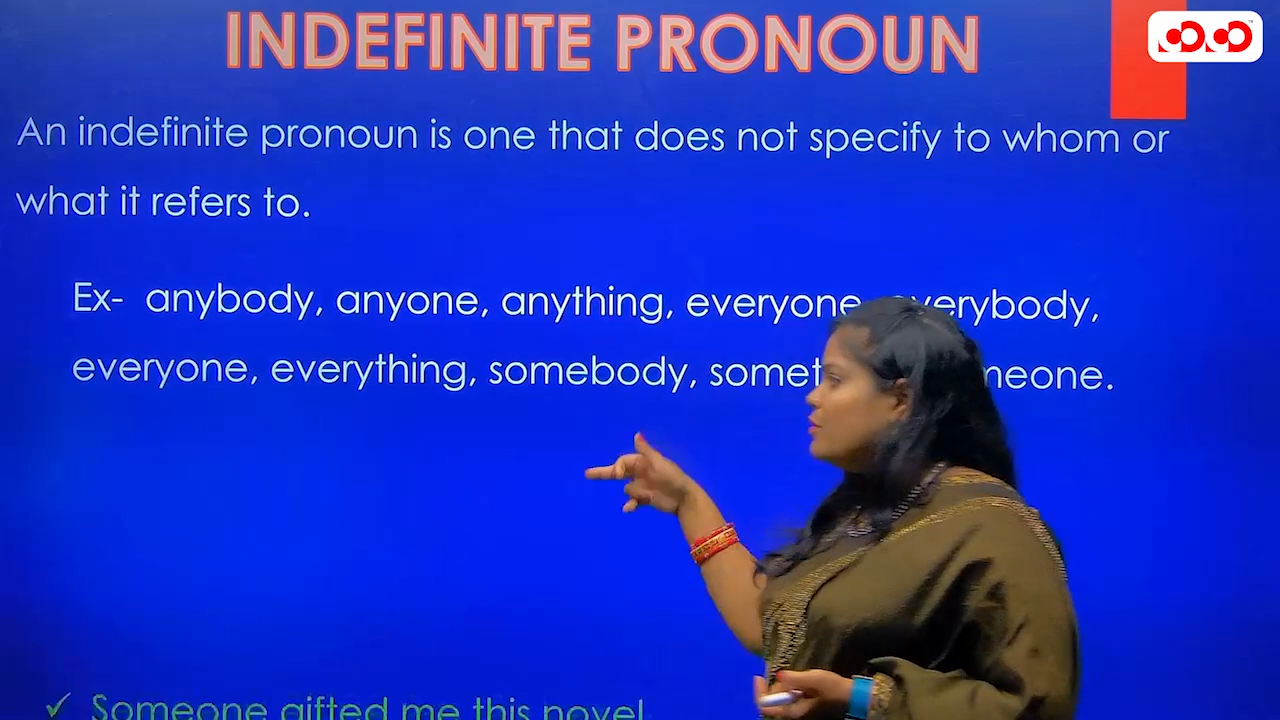 INDEFINITE PRONOUN
An indefinite pronoun is one that does not specify to whom or
what it refers to.
Ex- anybody, anyone, anything, everyone
everyone, everything, somebody,
✓ Someone gifted me this novel